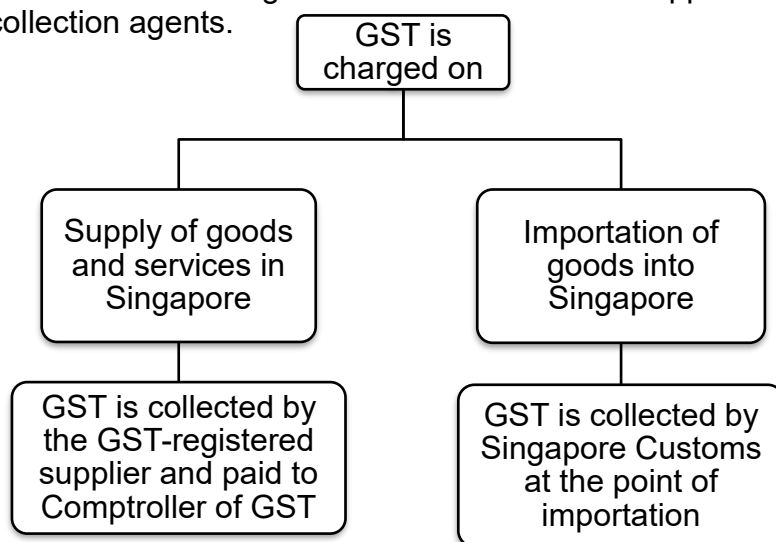 collection agents.
GST is
charged on
Supply of goods
and services in
Singapore
Importation of
goods into
Singapore
GST is collected by
the GST-registered
supplier and paid to
Comptroller of GST
GST is collected by
Singapore Customs
at the point of
importation